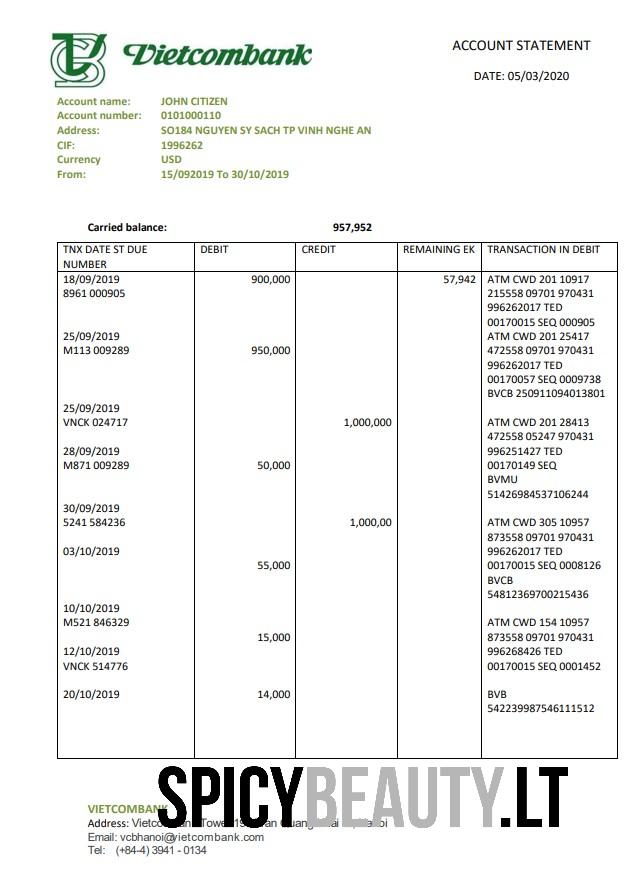 Vietcombank
ACCOUNT STATEMENT
DATE: 05/03/2020
Account name: JOHN CITIZEN
Account number: 0101000110
Address: SO184 NGUYEN SY SACH TP VINH NGHE AN
CIF: 1996262
Currency USD
From: 15/092019 To 30/10/2019
Carried balance: 957,952
TNX DATE ST DUE NUMBER DEBIT CREDIT REMAINING EK TRANSACTION IN DEBIT
18/09/2019 900,000 57,942 ATM CWD 201 10917
8961 000905 215558 09701 970431
996262017 TED
00170015 SEQ 000905
25/09/2019 ATM CWD 201 25417
M113 009289 950,000 472558 09701 970431
996262017 TED
00170057 SEQ 0009738
BVCB 250911094013801
25/09/2019
VNCK 024717 1,000,000 ATM CWD 201 28413
472558 05247 970431
28/09/2019 996251427 TED
M871 009289 50,000 00170149 SEQ
BVMU
51426984537106244
30/09/2019
5241 584236 1,000,00 ATM CWD 305 10957
873558 09701 970431
03/10/2019 996262017 TED
55,000 00170015 SEQ 0008126
BVCB
54812369700215436
10/10/2019
M521 846329 ATM CWD 154 10957
15,000 873558 09701 970431
12/10/2019 996268426 TED
VNCK 514776 00170015 SEQ 0001452
20/10/2019 14,000 BVB
542239987546111512
SPICYBEAUTY.LT
VIETCOMBANK
Address:
Email: vcbhanoi@vietcombank.com
Tel: (+84-4) 3941 - 0134